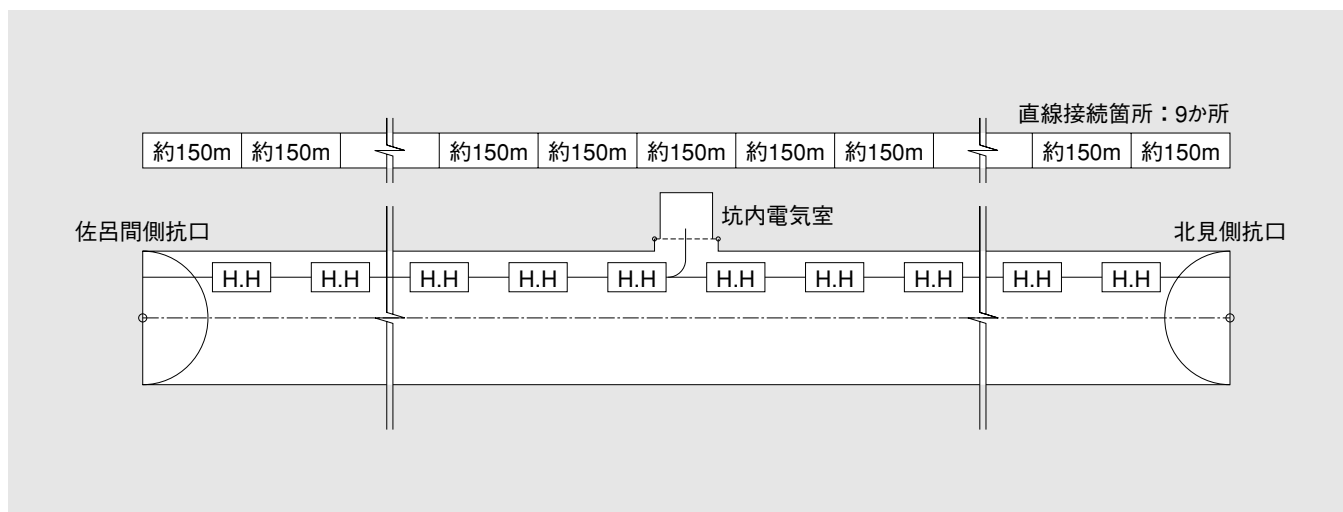 直線接続箇所：9か所
約150m 約150m 約150m 約150m 約150m 約150m 約150m 約150m 約150m
坑内電気室
佐呂間側抗口 北見側抗口
H.H H.H H.H H.H H.H H.H H.H H.H H.H H.H